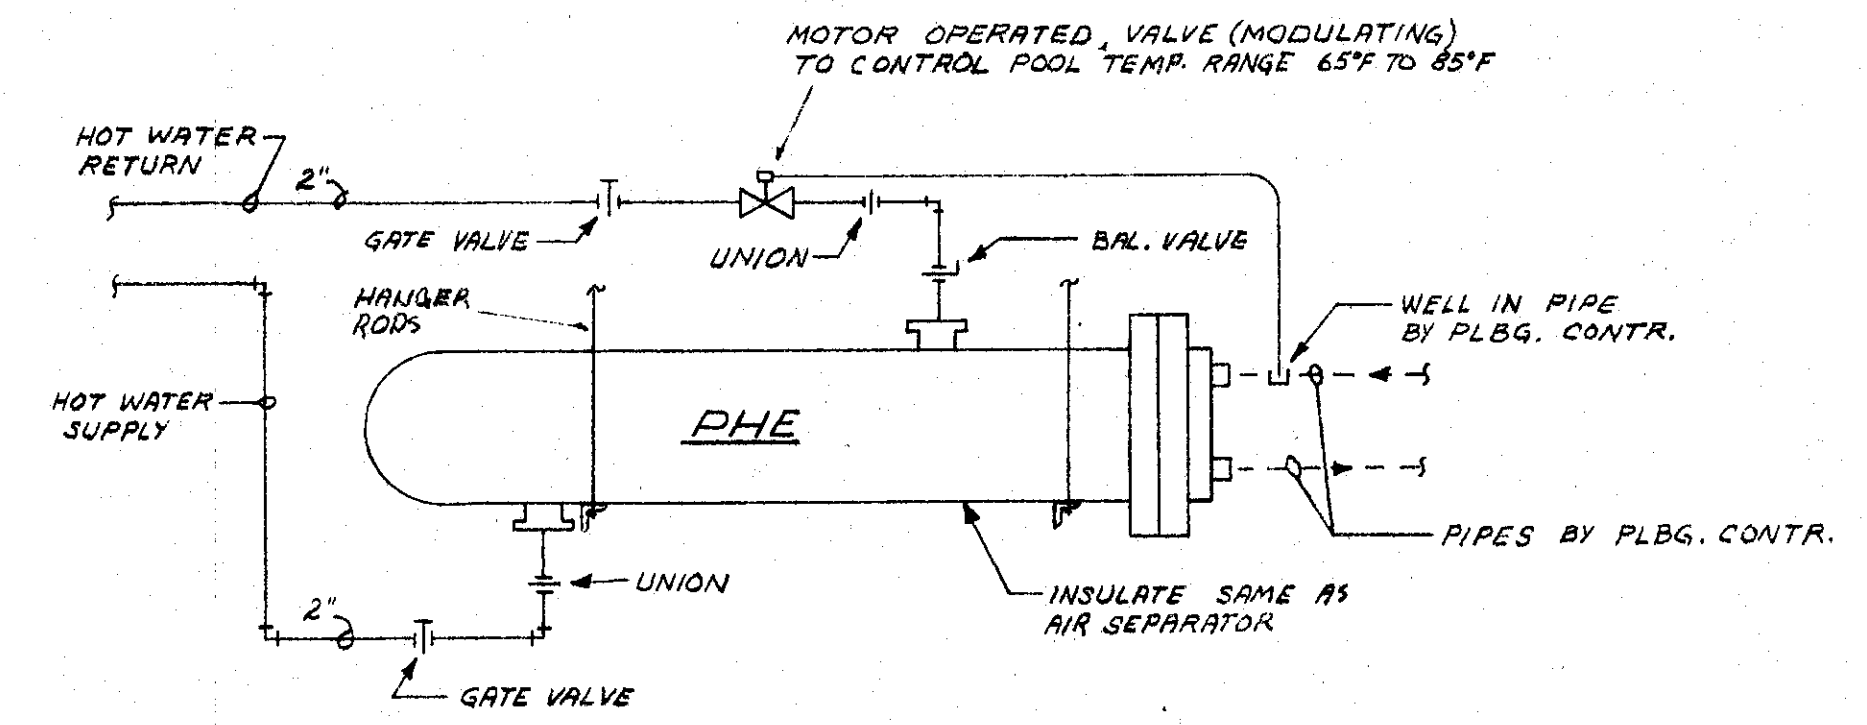 MOTOR OPERATED VALVE (MODULATING)
TO CONTROL POOL TEMP. RANGE 65°F TO 85°F
HOT WATER
RETURN
2"
GATE VALVE
UNION
BAL. VALVE
HANGER
RODS
WELL IN PIPE
BY PLBG. CONTR.
HOT WATER
SUPPLY
PHE
PIPES BY PLBG. CONTR.
UNION
INSULATE SAME AS
AIR SEPARATOR
2"
GATE VALVE